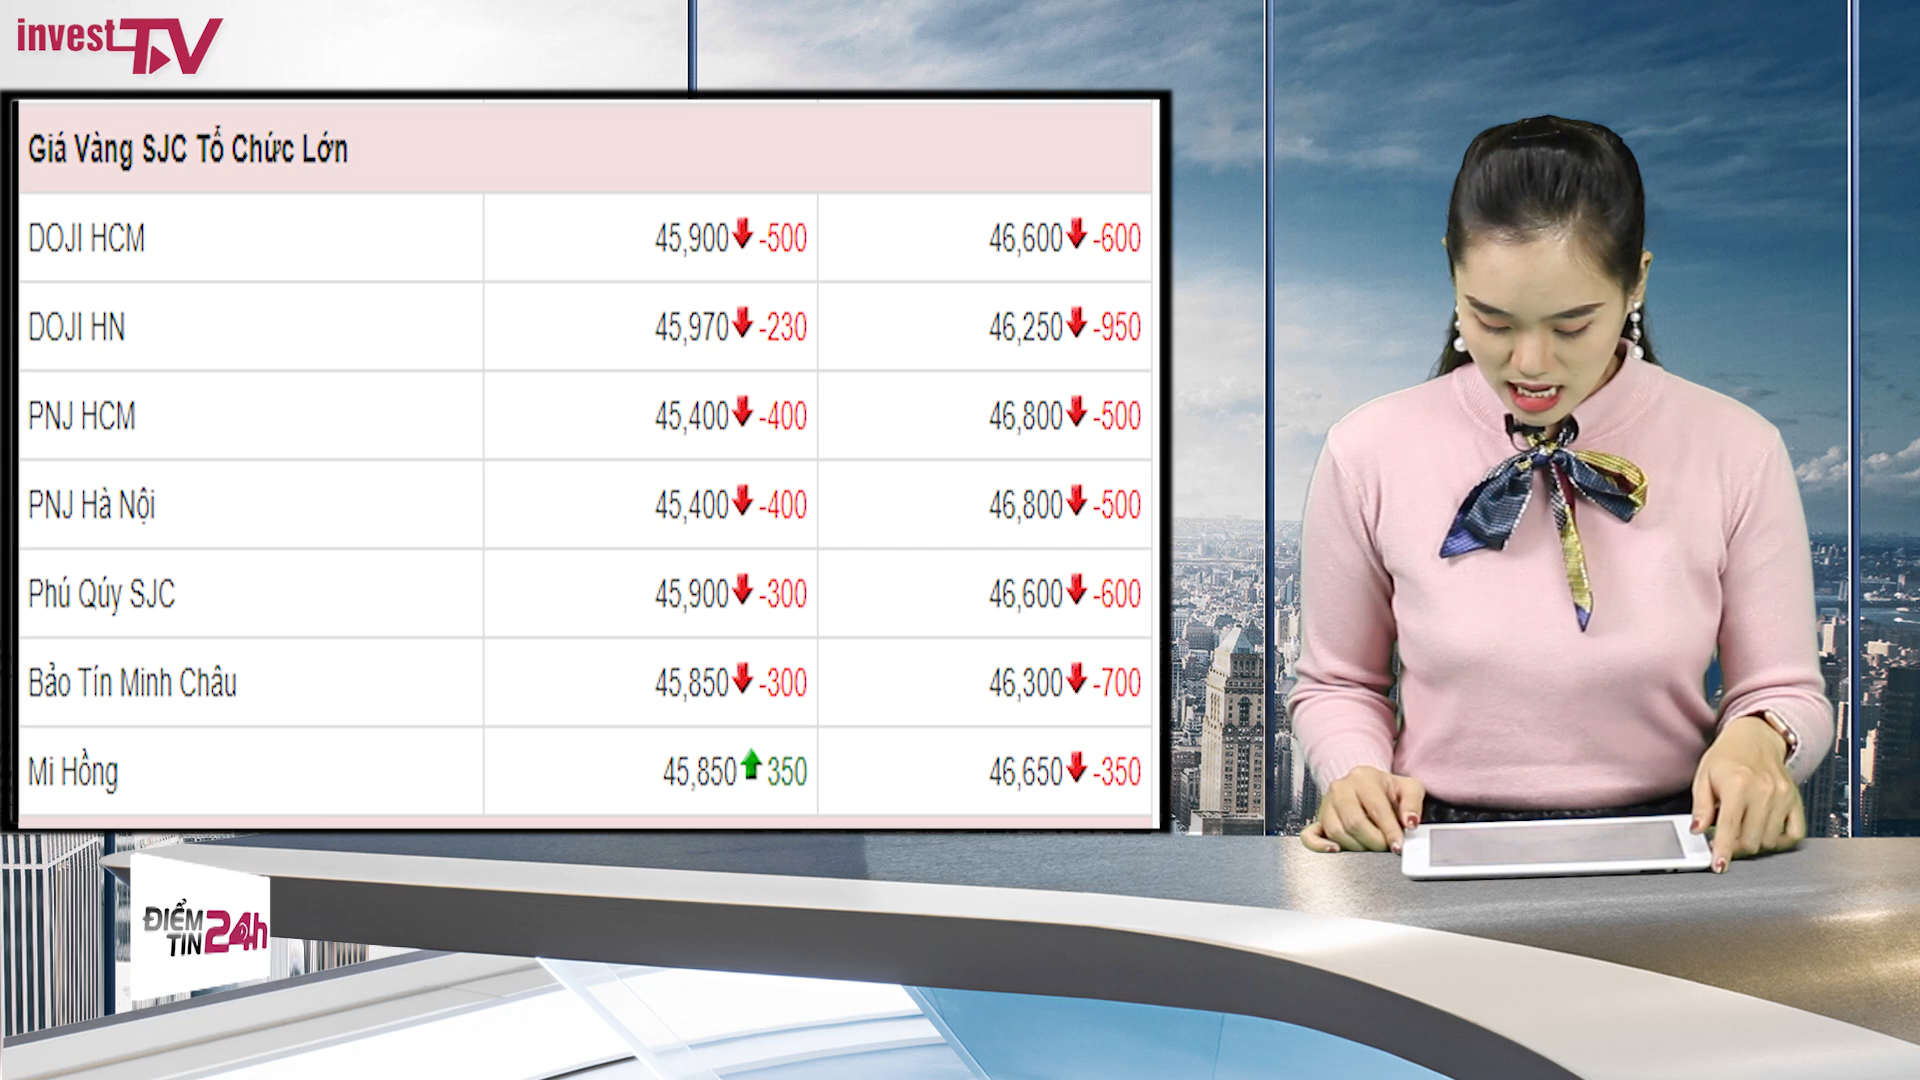 invest TV
Giá Vàng SJC Tổ Chức Lớn
DOJI HCM 45,900 -500 46,600 -600
DOJI HN 45,970 -230 46,250 -950
PNJ HCM 45,400 -400 46,800 -500
PNJ Hà Nội 45,400 -400 46,800 -500
Phú Qúy SJC 45,900 -300 46,600 -600
Bảo Tín Minh Châu 45,850 -300 46,300 -700
Mi Hồng 45,850 350 46,650 -350
ĐIỂM
TIN 24h